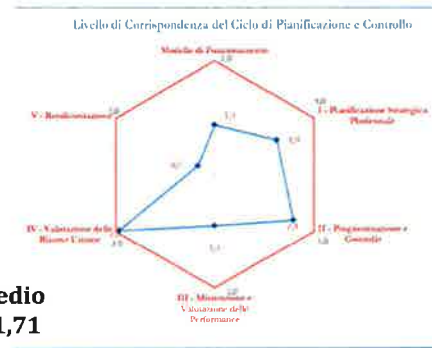 Livello di Corrispondenza del Ciclo di Pianificazione e Controllo
Modello di Funzionamento
I - Pianificazione Strategica
Pluriennale
V - Rendicontazione
IV - Valutazione delle
Risorse Umane
II - Programmazione e
Controllo
III - Misurazione e
Valutazione delle
Performance
edio
1,71